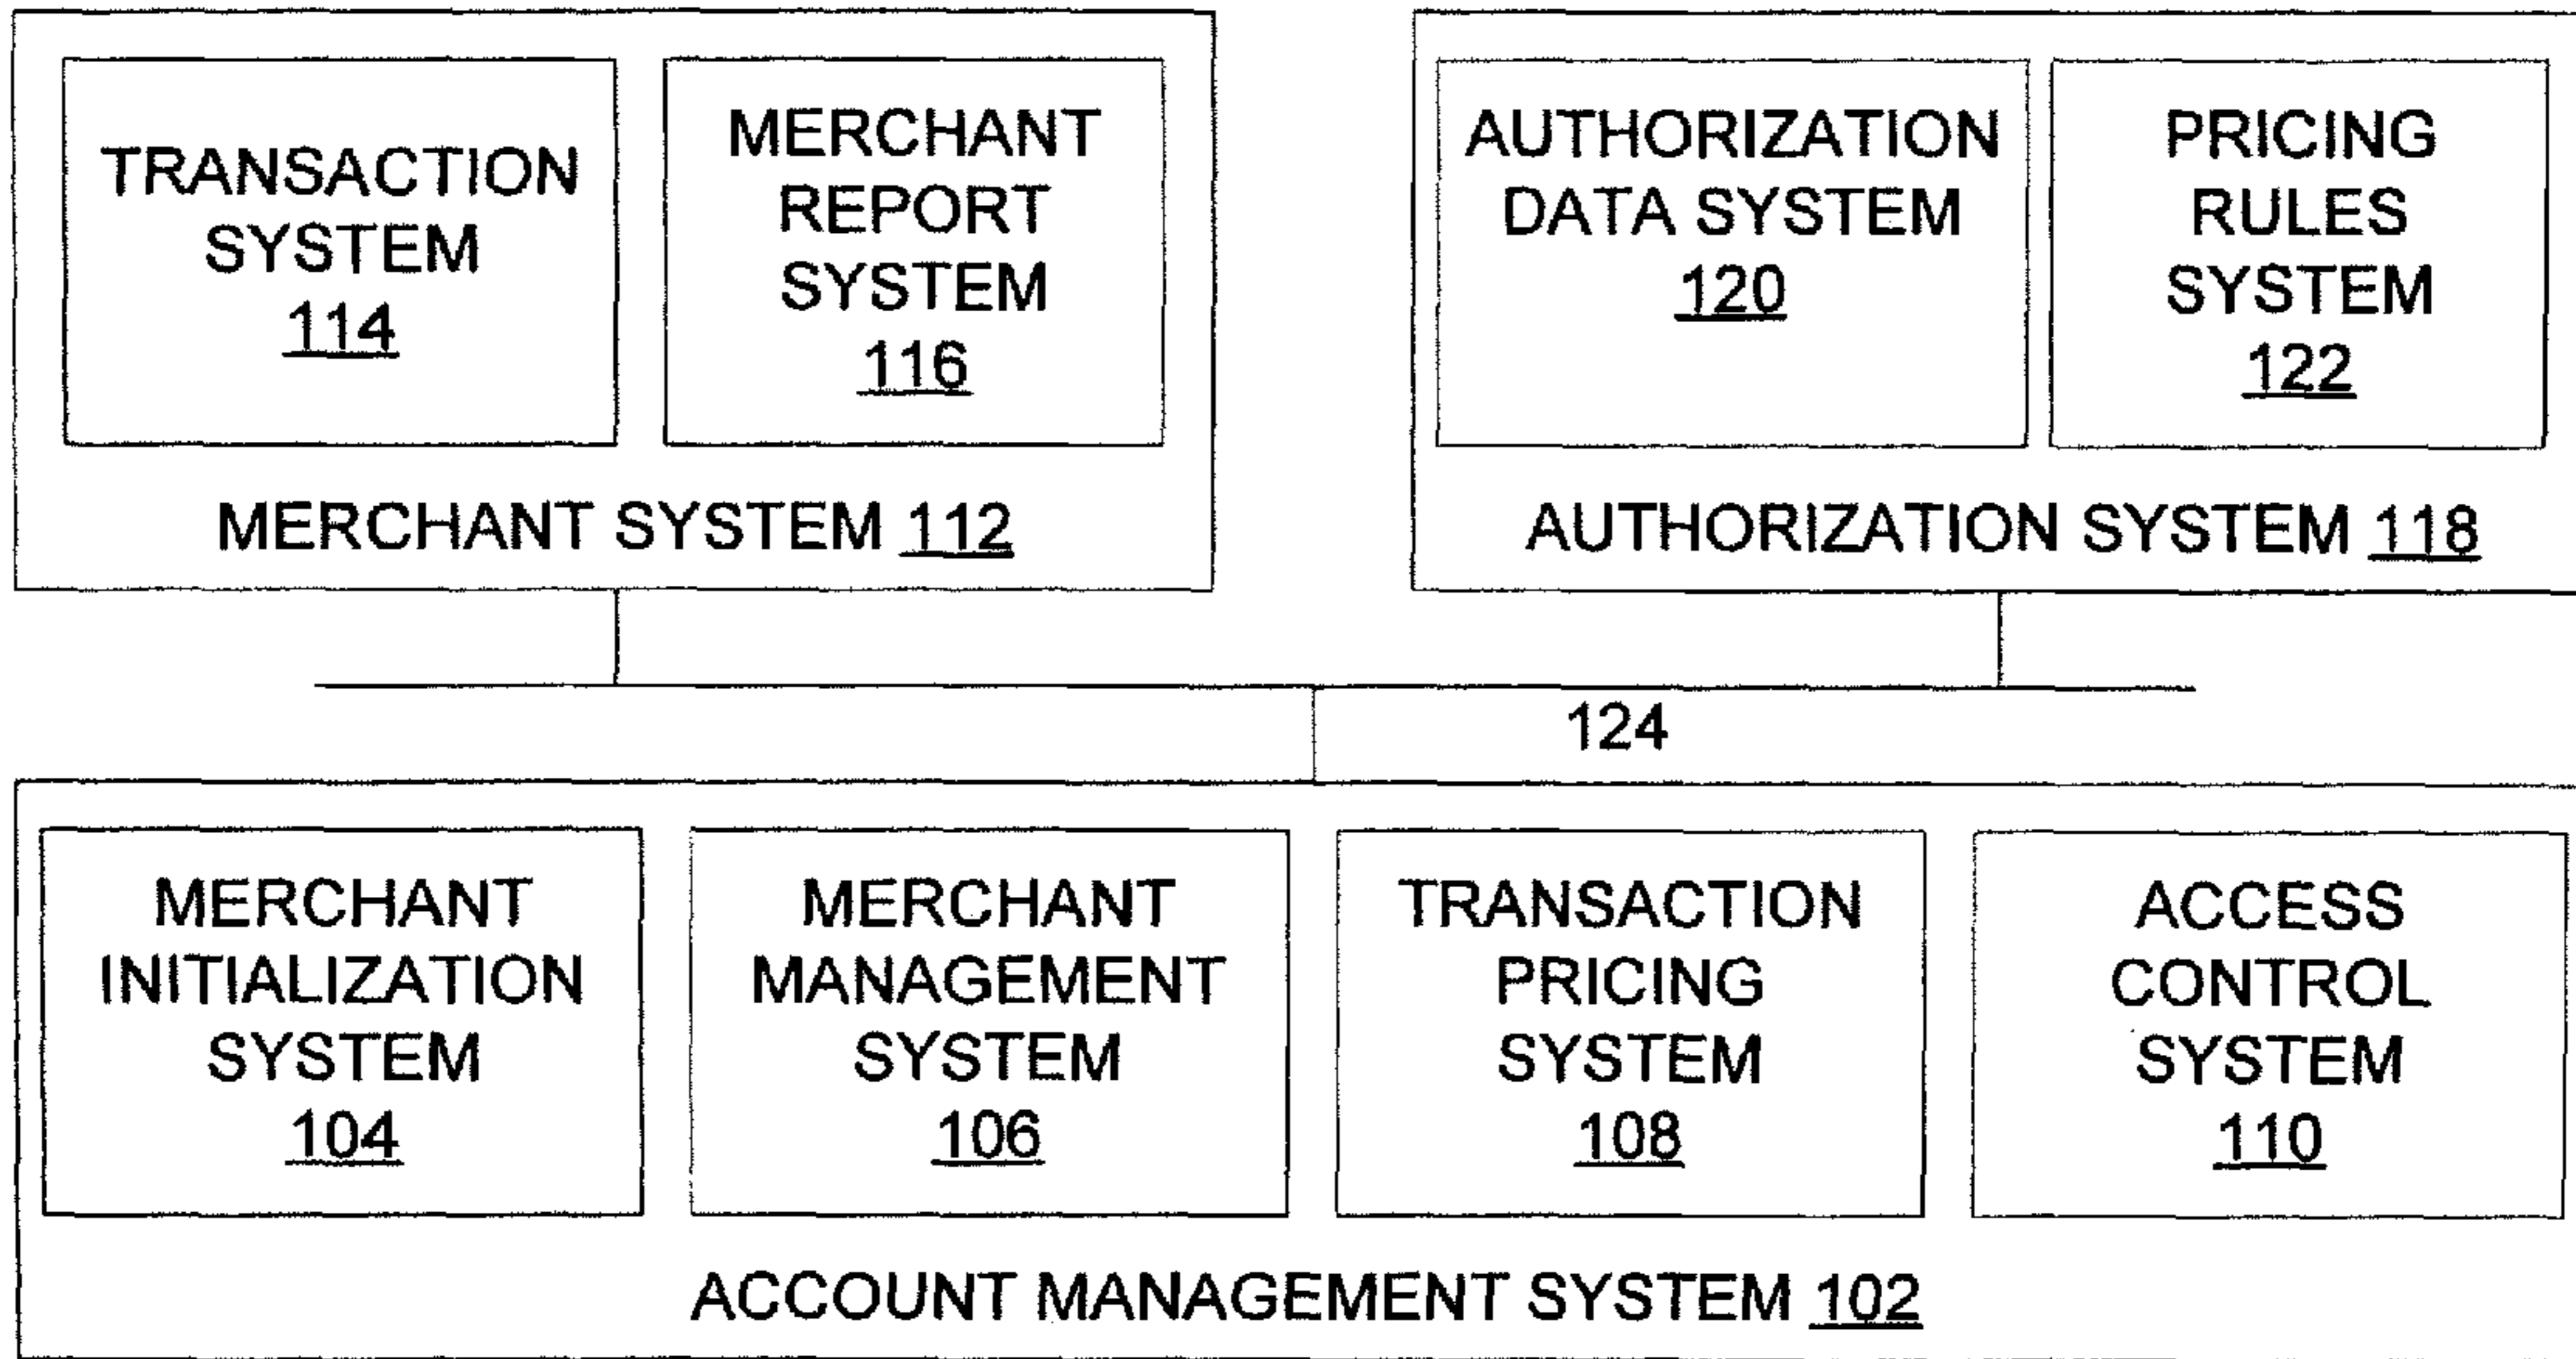 TRANSACTION
SYSTEM
114
MERCHANT
REPORT
SYSTEM
116
MERCHANT SYSTEM 112
AUTHORIZATION
DATA SYSTEM
120
PRICING
RULES
SYSTEM
122
AUTHORIZATION SYSTEM 118
124
MERCHANT
INITIALIZATION
SYSTEM
104
MERCHANT
MANAGEMENT
SYSTEM
106
TRANSACTION
PRICING
SYSTEM
108
ACCESS
CONTROL
SYSTEM
110
ACCOUNT MANAGEMENT SYSTEM 102